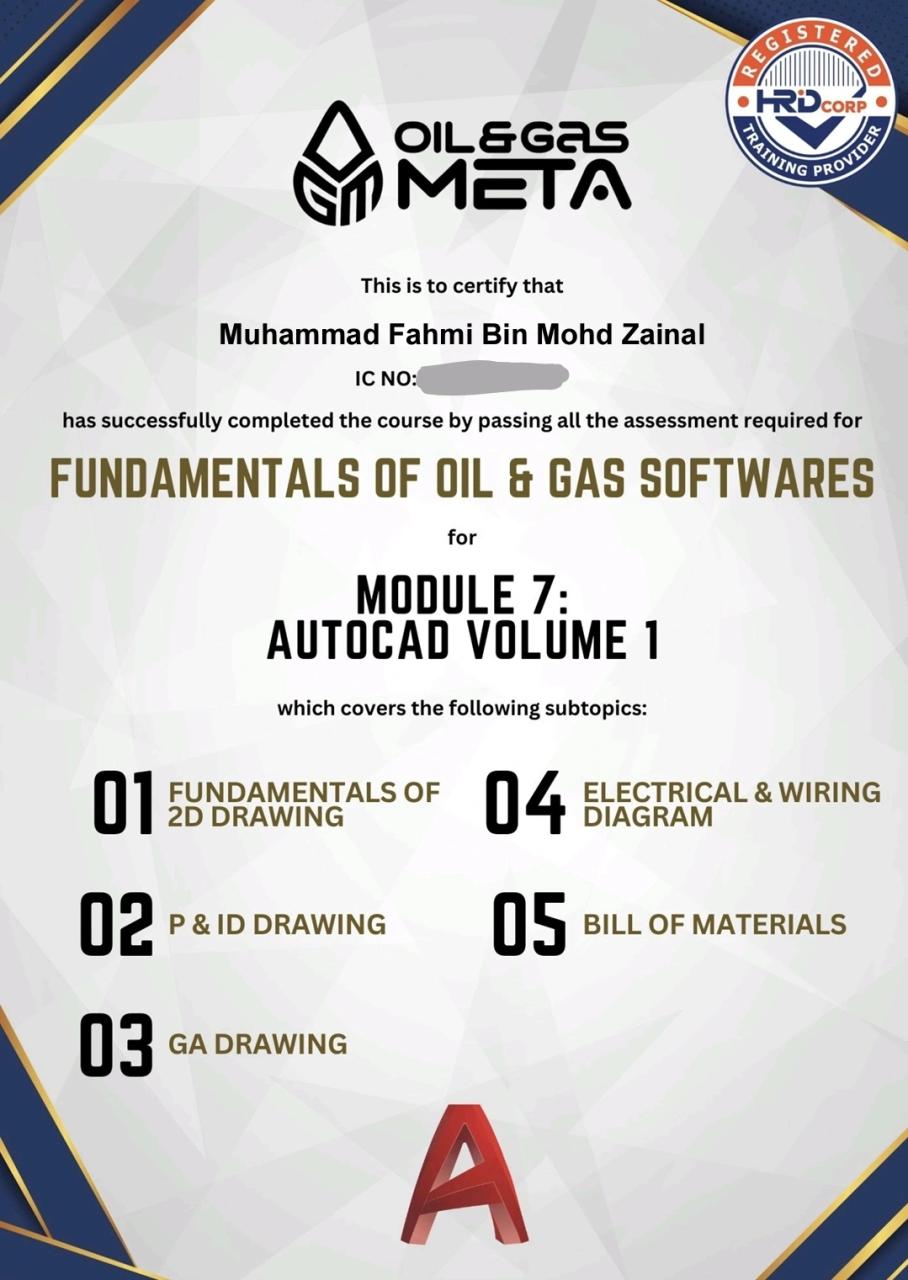 REGISTERED
HRD CORP
TRAINING PROVIDER
OIL & GAS
META
GM
This is to certify that
Muhammad Fahmi Bin Mohd Zainal
IC NO:
has successfully completed the course by passing all the assessment required for
FUNDAMENTALS OF OIL & GAS SOFTWARES
for
MODULE 7:
AUTOCAD VOLUME 1
which covers the following subtopics:
01 FUNDAMENTALS OF
2D DRAWING
04 ELECTRICAL & WIRING
DIAGRAM
02 P & ID DRAWING
05 BILL OF MATERIALS
03 GA DRAWING
A